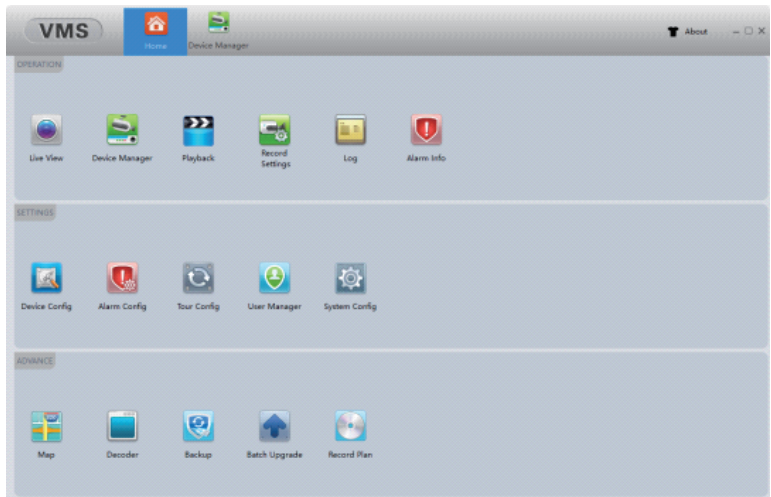 VMS
Home
Device Manager
About
OPERATION
Live View
Device Manager
Playback
Record
Settings
Log
Alarm Info
SETTINGS
Device Config
Alarm Config
Tour Config
User Manager
System Config
ADVANCE
Map
Decoder
Backup
Batch Upgrade
Record Plan